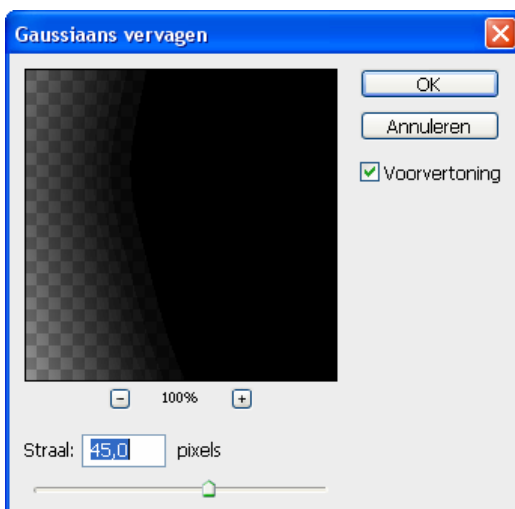 Gaussiaans vervagen
OK
Annuleren
Voorvertoning
100%
Straal: 45,0 pixels